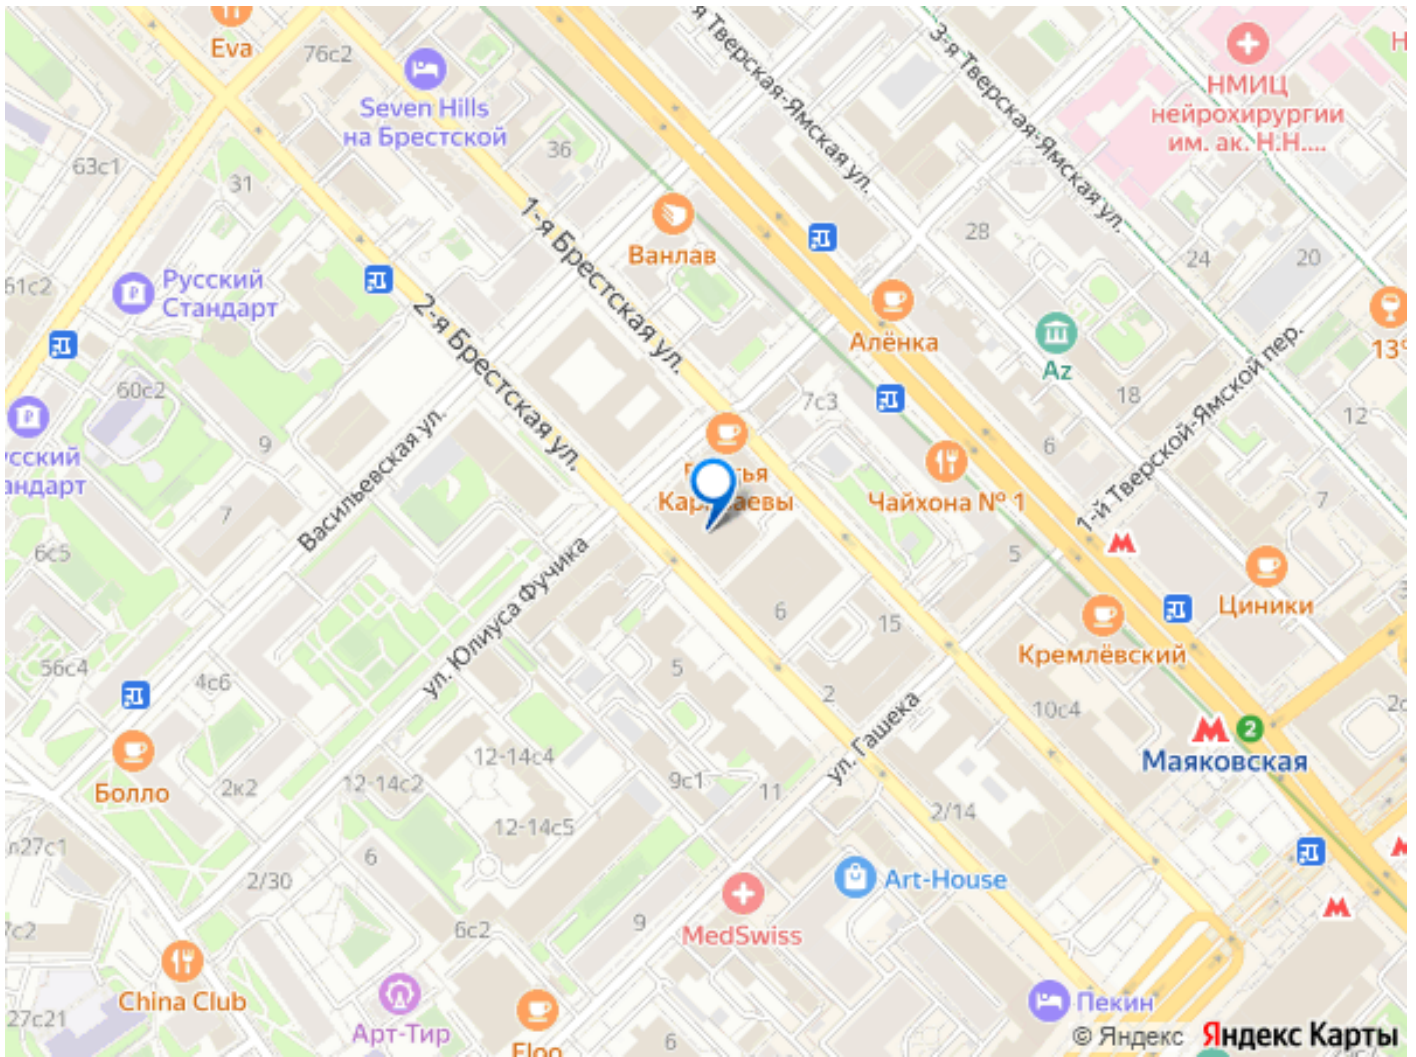 Eva
76с2
Seven Hills
на Брестской
63с1
36
31
я Тверская-Ямская ул.
3-я Тверская-Ямская ул.
НМИЦ
нейрохирургии
им. ак. Н.Н....
Н
Ванлав
1-я Брестская ул.
28
24
20
61с2
Русский
Стандарт
2-я Брестская ул.
Алёнка
Az
13
60с2
9
Васильевская ул.
7с3
18
12
6
1-й Тверской-Ямской пер.
усский
андарт
7
Чайхона № 1
7
6с5
ул. Юлиуса Фучика
5
Циники
6
15
Кремлёвский
56с4
4с6
5
2
10с4
ул. Гашека
2
Маяковская
Болло
2к2
12-14с2
12-14с4
9с1
11
2/14
12-14с5
27с1
6
2/30
Art-House
7с2
6с2
9
MedSwiss
China Club
27с21
Арт-Тир
6
Пекин
© Яндекс Яндекс Карты